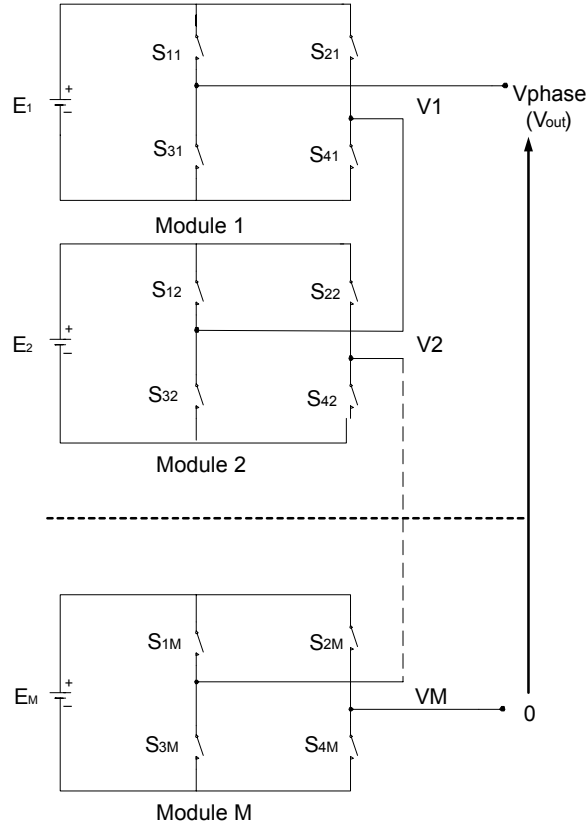 S11
S21
E1
+
−
V1
Vphase
(Vout)
S31
S41
Module 1
S12
S22
E2
+
−
V2
S32
S42
Module 2
S1M
S2M
EM
+
−
VM
0
S3M
S4M
Module M